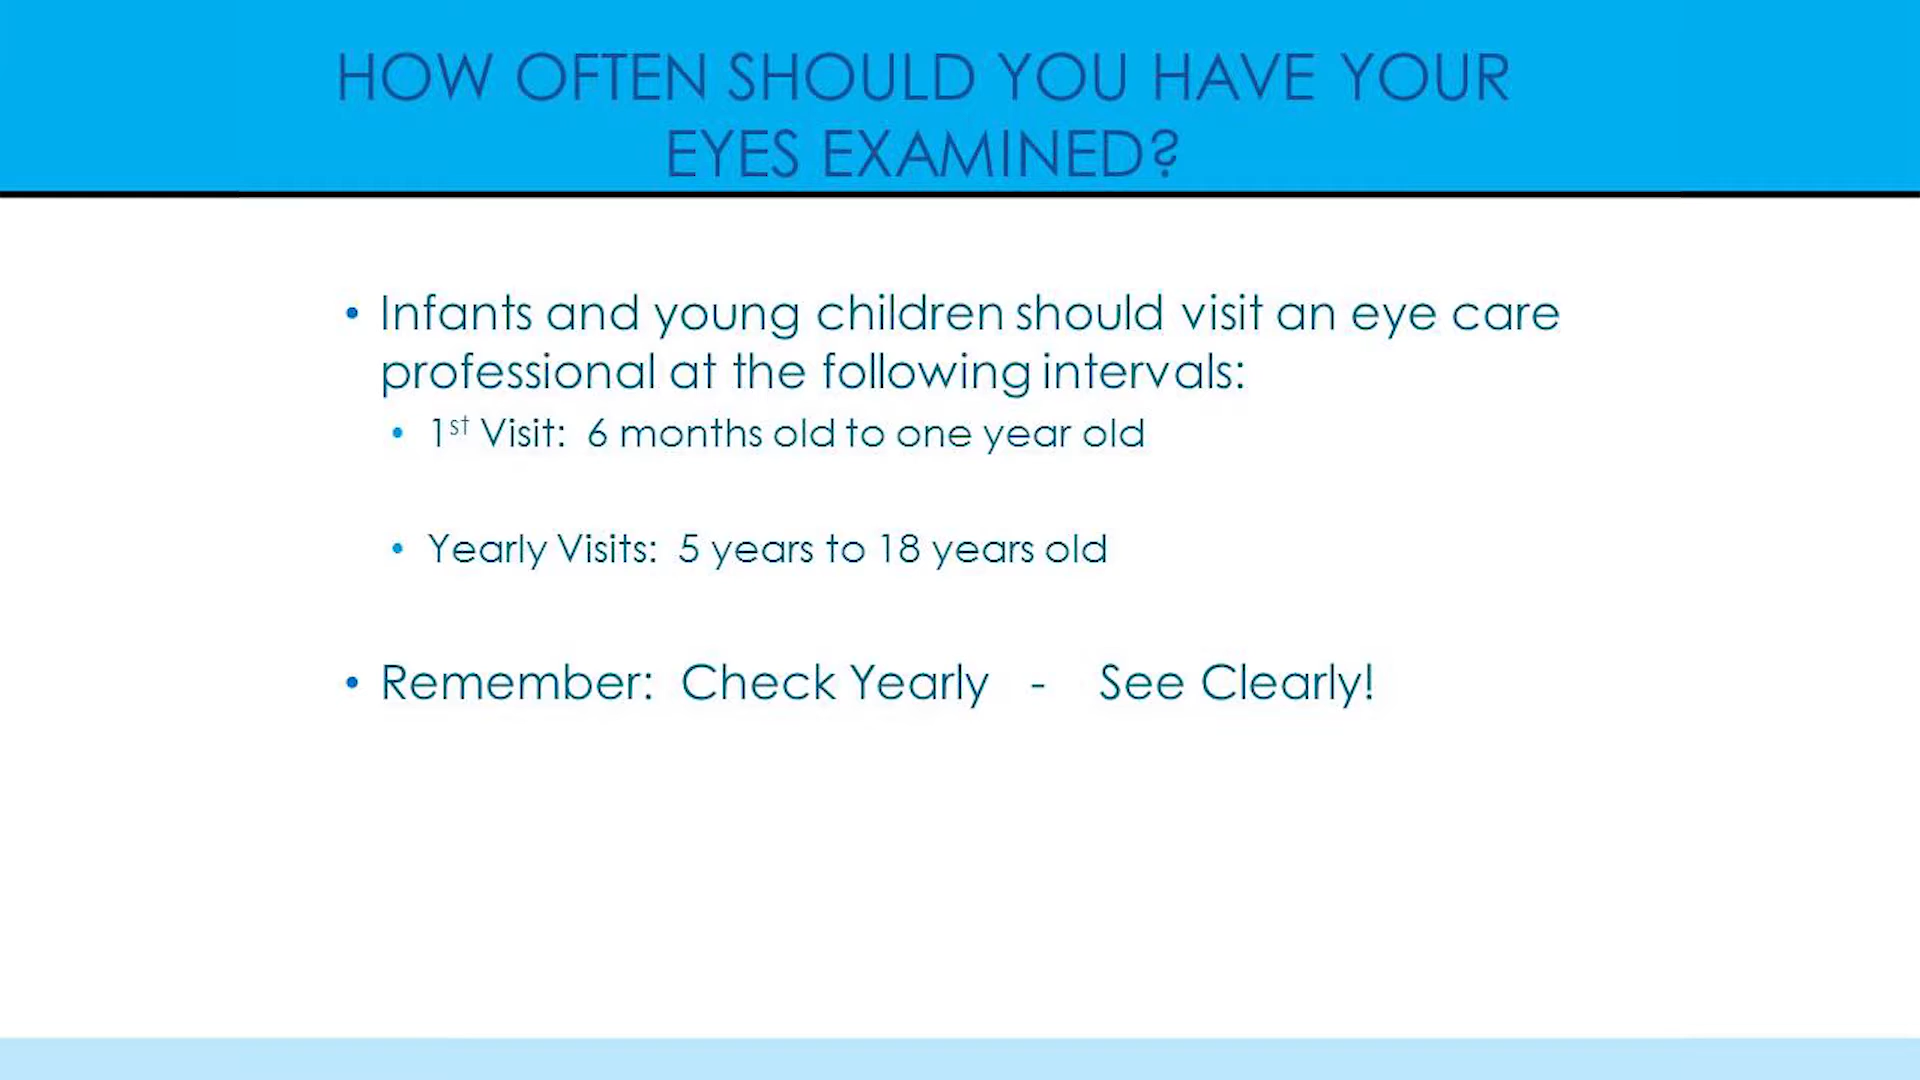 HOW OFTEN SHOULD YOU HAVE YOUR
EYES EXAMINED?
• Infants and young children should visit an eye care
professional at the following intervals:
• 1st Visit: 6 months old to one year old
• Yearly Visits: 5 years to 18 years old
• Remember: Check Yearly - See Clearly!